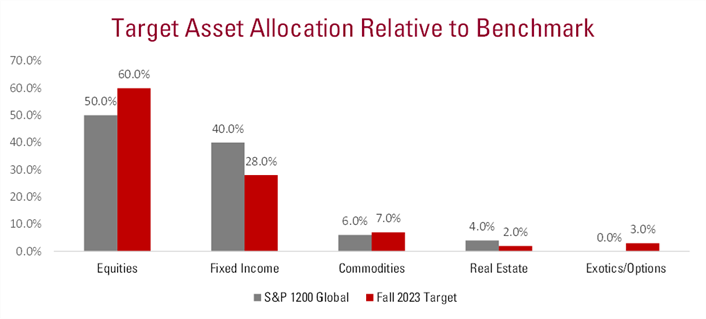 Target Asset Allocation Relative to Benchmark
70.0%
60.0%
50.0%
40.0%
30.0%
20.0%
10.0%
0.0%
50.0%
60.0%
40.0%
28.0%
6.0%
7.0%
4.0%
2.0%
0.0%
3.0%
Equities
Fixed Income
Commodities
Real Estate
Exotics/Options
S&P 1200 Global
Fall 2023 Target